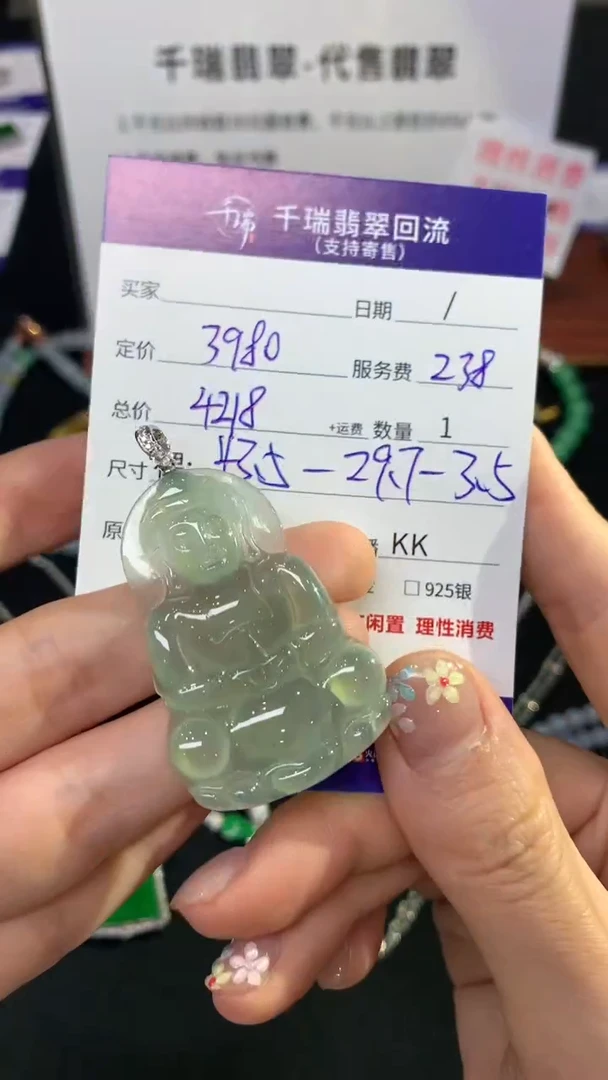 千瑞翡翠-代售翡翠
千瑞翡翠回流
(支持寄售)
买家 日期 /
定价 3980 服务费 238
总价 4218 +运费 数量 1
尺寸 43.5-29.7-3.5
原 KK
□925银
闲置 理性消费